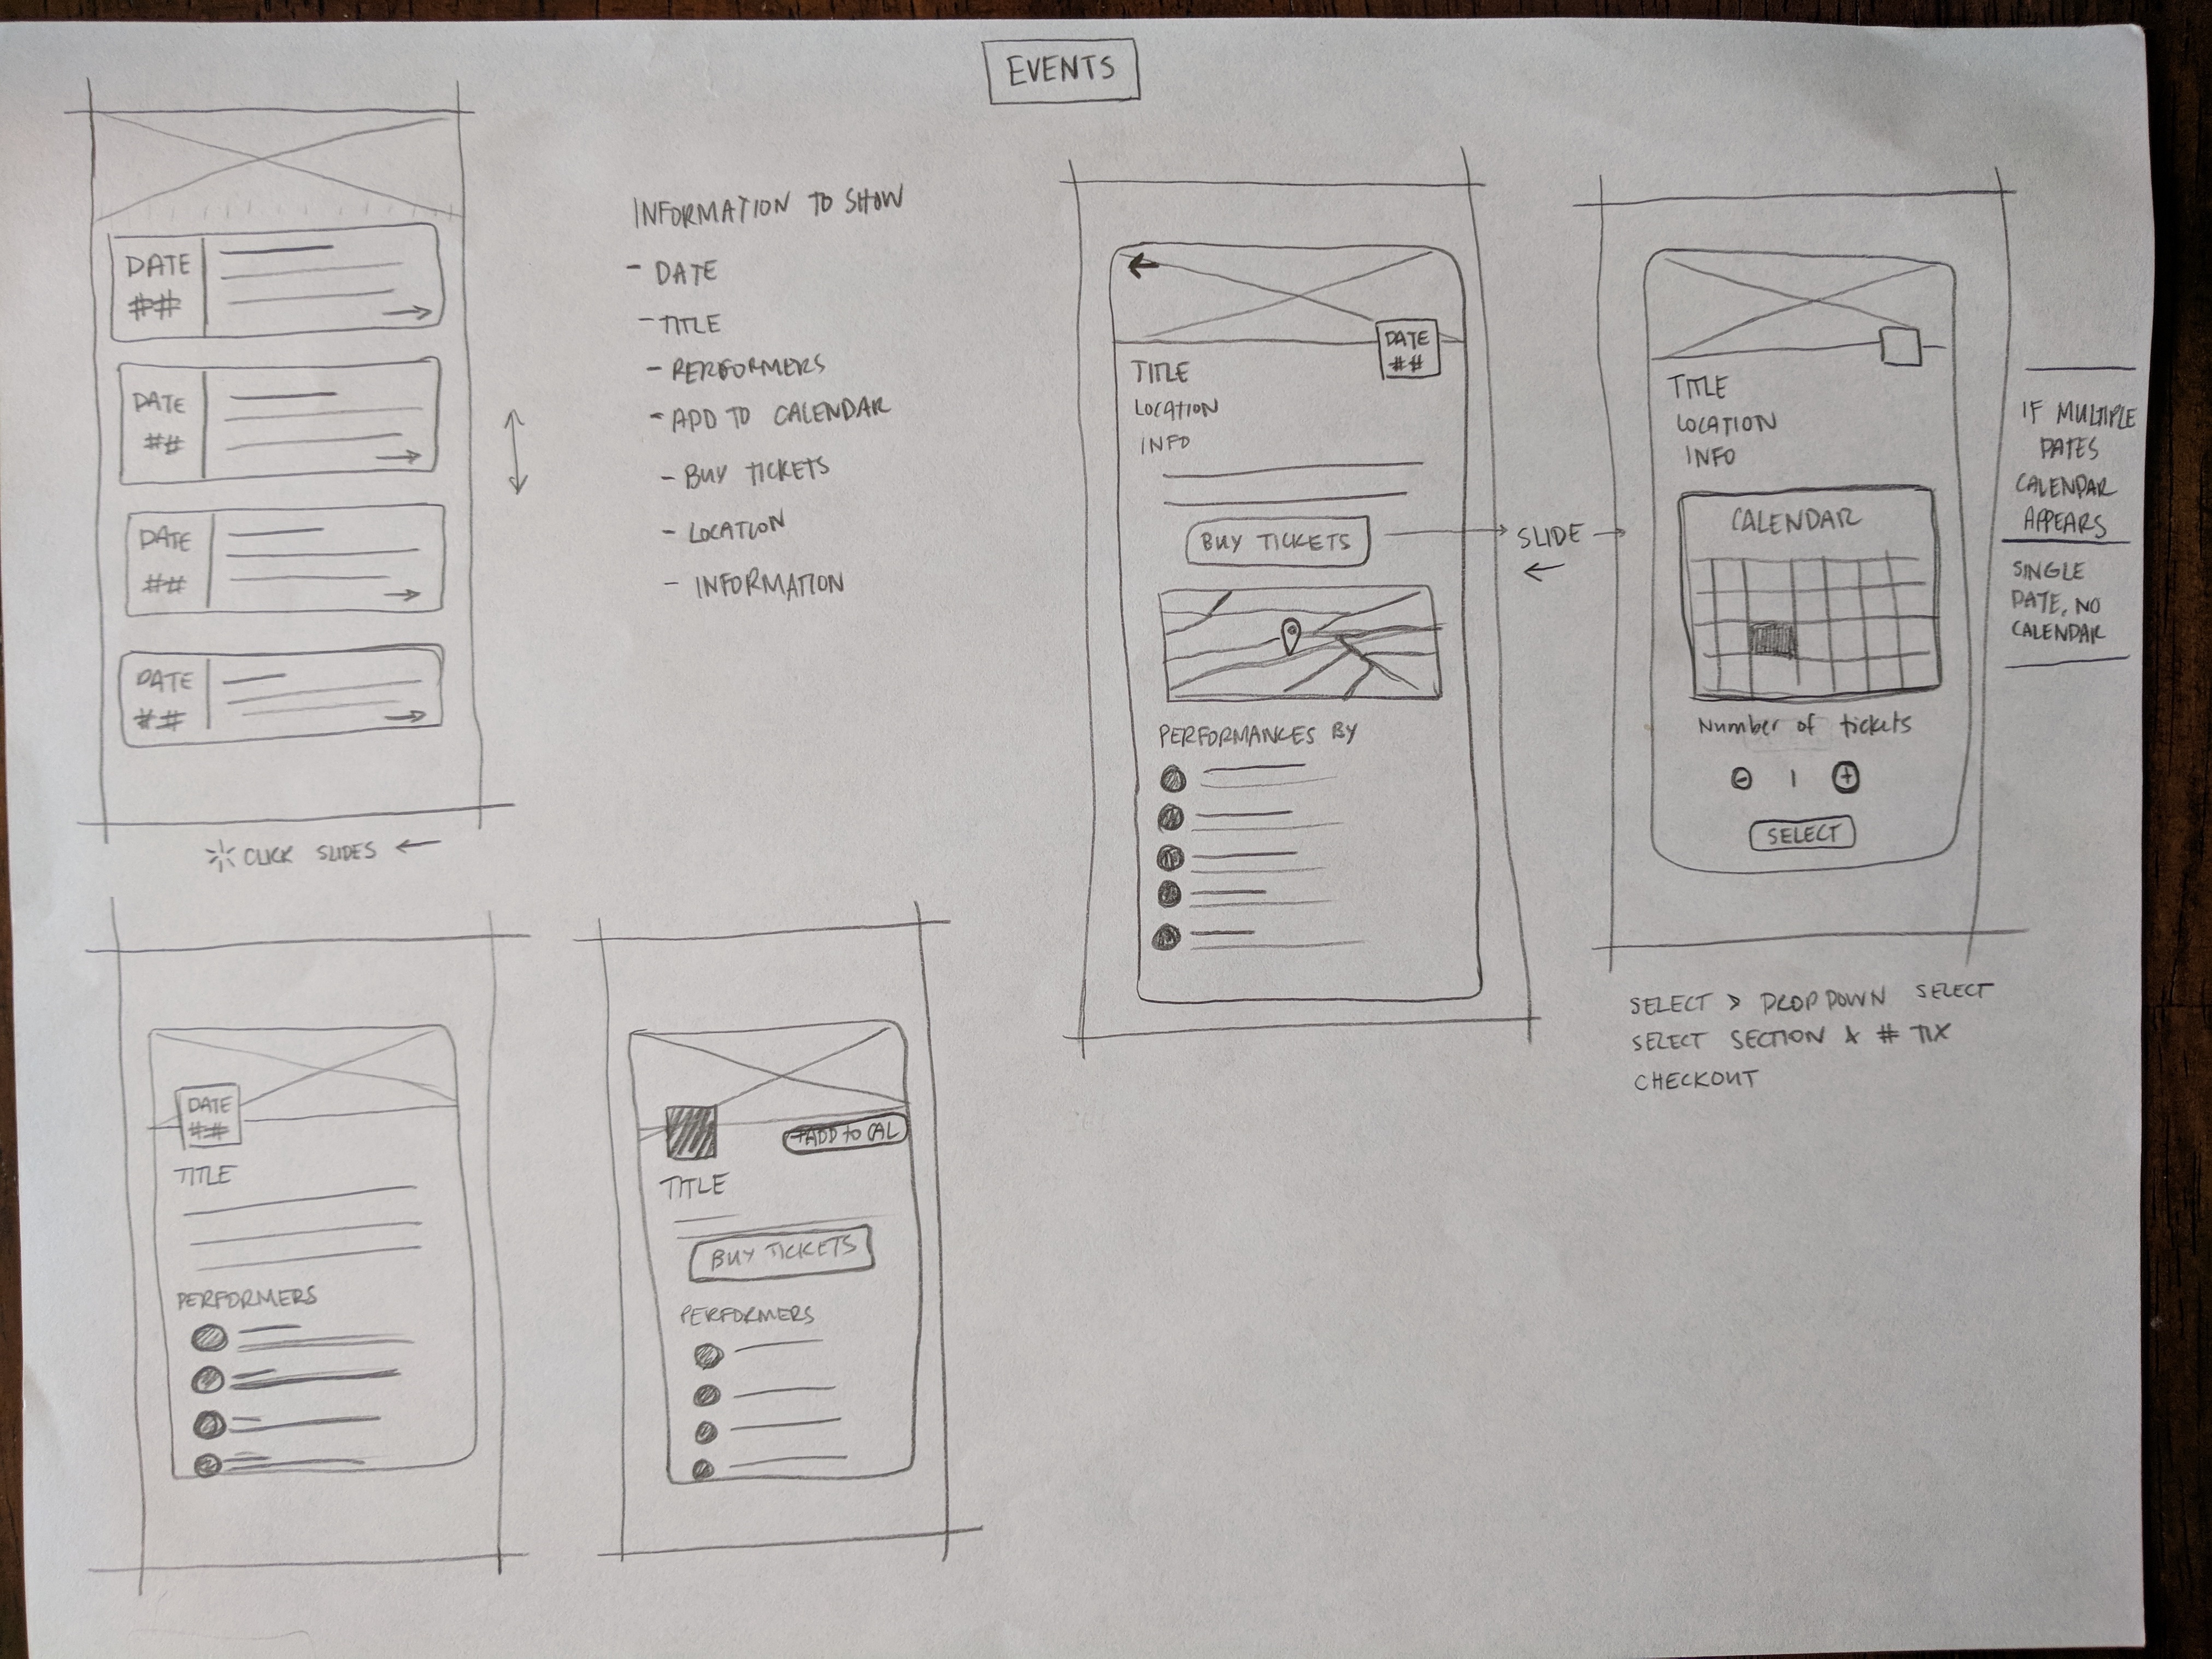 EVENTS
DATE
##
DATE
##
DATE
##
DATE
##
CLICK SLIDES ←
INFORMATION TO SHOW
- DATE
- TITLE
- PERFORMERS
- ADD TO CALENDAR
- BUY TICKETS
- LOCATION
- INFORMATION
DATE
##
TITLE
LOCATION
INFO
BUY TICKETS
PERFORMANCES BY
→ SLIDE →
←
TITLE
LOCATION
INFO
CALENDAR
Number of tickets
- 1 +
SELECT
IF MULTIPLE
DATES
CALENDAR
APPEARS
SINGLE
DATE, NO
CALENDAR
SELECT > DROPDOWN SELECT
SELECT SECTION & # TIX
CHECKOUT
DATE
##
TITLE
PERFORMERS
+ADD to CAL
TITLE
BUY TICKETS
PERFORMERS